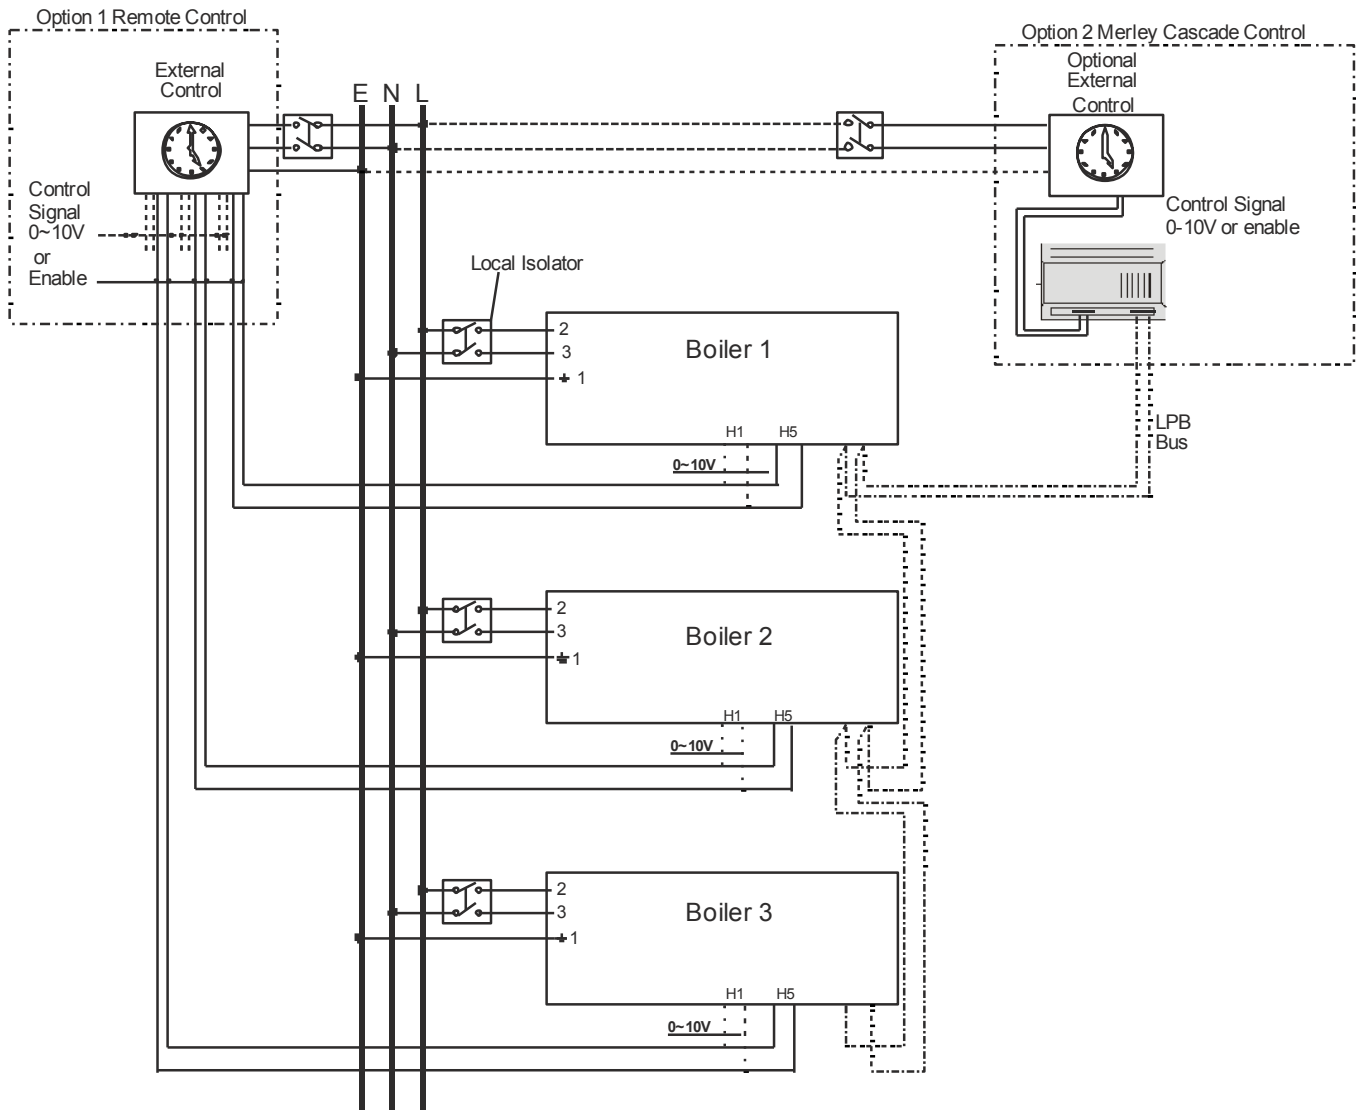 Option 1 Remote Control
Option 2 Merley Cascade Control
External
Control
Optional
External
Control
E N L
Control
Signal
0~10V
or
Enable
Control Signal
0-10V or enable
Local Isolator
2
3
1
Boiler 1
H1 H5
0~10V
LPB
Bus
2
3
1
Boiler 2
H1 H5
0~10V
2
3
1
Boiler 3
H1 H5
0~10V